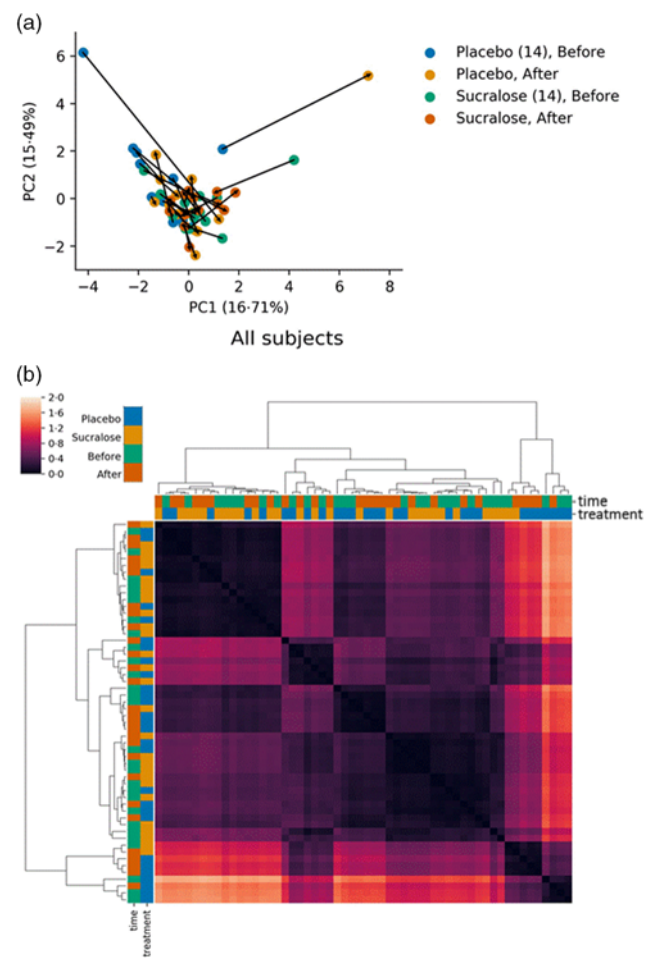 (a)
6
4
2
0
−2
PC2 (15·49%)
−4 −2 0 2 4 6 8
PC1 (16·71%)
Placebo (14), Before
Placebo, After
Sucralose (14), Before
Sucralose, After
All subjects
(b)
2·0
1·6
1·2
0·8
0·4
0·0
Placebo
Sucralose
Before
After
time
treatment
time
treatment